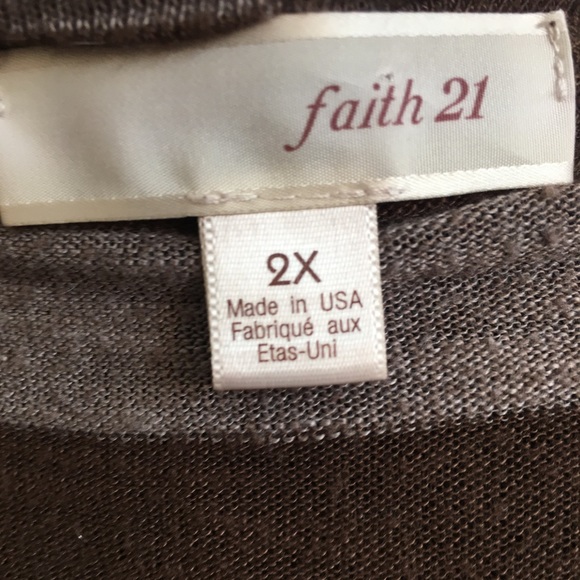 faith 21
2X
Made in USA
Fabriqué aux
Etas-Uni